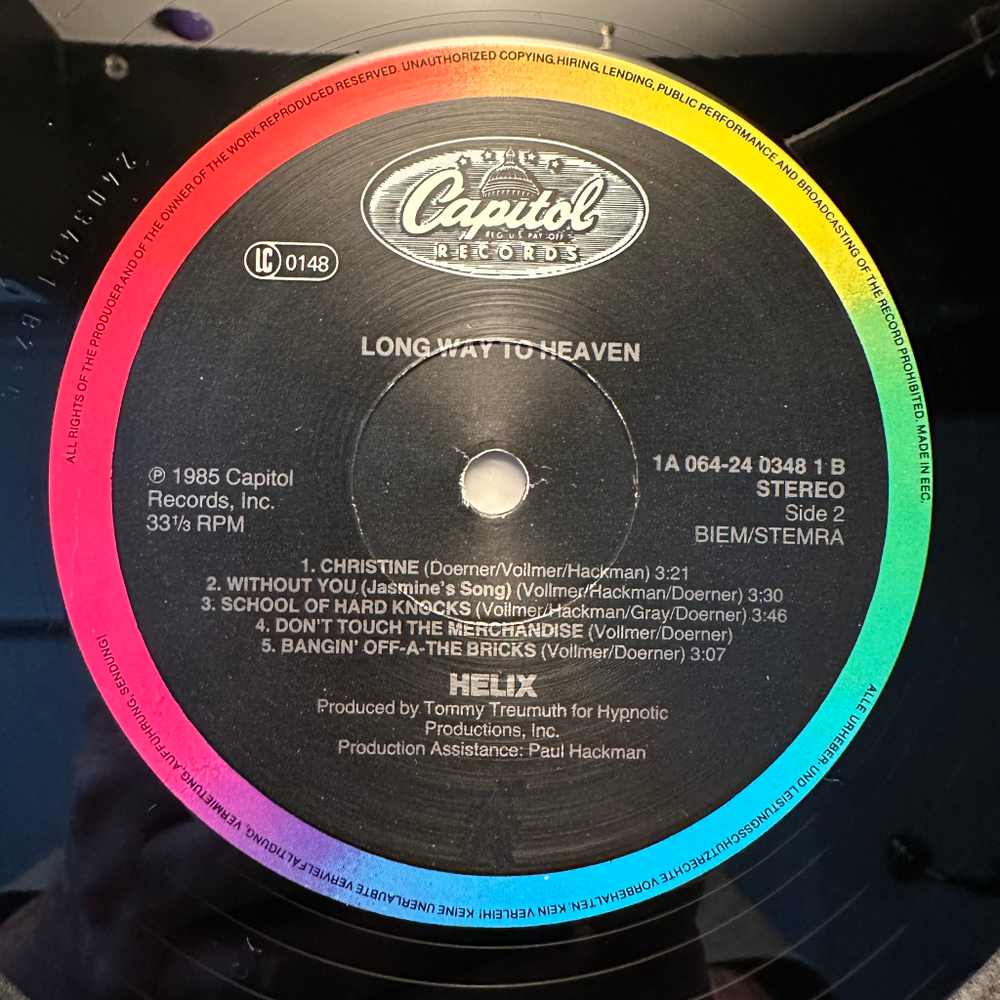 ALL RIGHTS OF THE PRODUCER AND OF THE OWNER OF THE WORK REPRODUCED RESERVED. UNAUTHORIZED COPYING, HIRING, LENDING, PUBLIC PERFORMANCE AND BROADCASTING OF THE RECORD PROHIBITED. MADE IN EEC.
Capitol
REG. U.S. PAT. OFF.
RECORDS
LC 0148
LONG WAY TO HEAVEN
℗ 1985 Capitol
Records, Inc.
33⅓ RPM
1A 064-24 0348 1 B
STEREO
Side 2
BIEM/STEMRA
1. CHRISTINE (Doerner/Vollmer/Hackman) 3:21
2. WITHOUT YOU (Jasmine's Song) (Vollmer/Hackman/Doerner) 3:30
3. SCHOOL OF HARD KNOCKS (Vollmer/Hackman/Gray/Doerner) 3:46
4. DON'T TOUCH THE MERCHANDISE (Vollmer/Doerner)
5. BANGIN' OFF-A-THE BRICKS (Vollmer/Doerner) 3:07
HELIX
Produced by Tommy Treumuth for Hypnotic
Productions, Inc.
Production Assistance: Paul Hackman
ALLE URHEBER- UND LEISTUNGSSCHUTZRECHTE VORBEHALTEN. KEIN VERLEIH! KEINE UNERLAUBTE VERVIELFÄLTIGUNG, VERMIETUNG, AUFFÜHRUNG, SENDUNG!
2403481 B